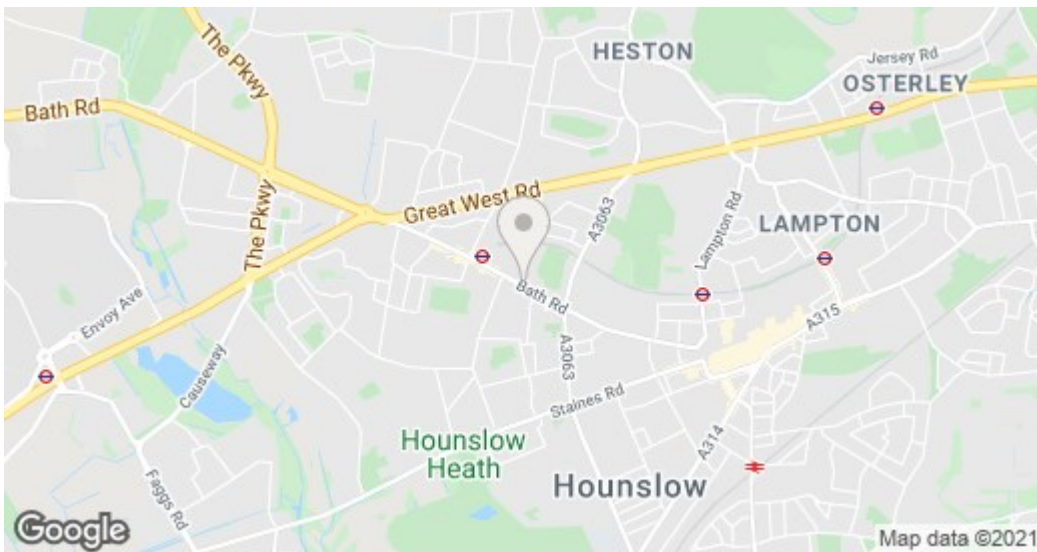 The Pkwy
HESTON
Jersey Rd
OSTERLEY
Bath Rd
The Pkwy
Great West Rd
A3063
Lampton Rd
LAMPTON
Bath Rd
Envoy Ave
A315
Causeway
A3063
Staines Rd
A314
Hounslow
Heath
Hounslow
Faggs Rd
Google
Map data ©2021